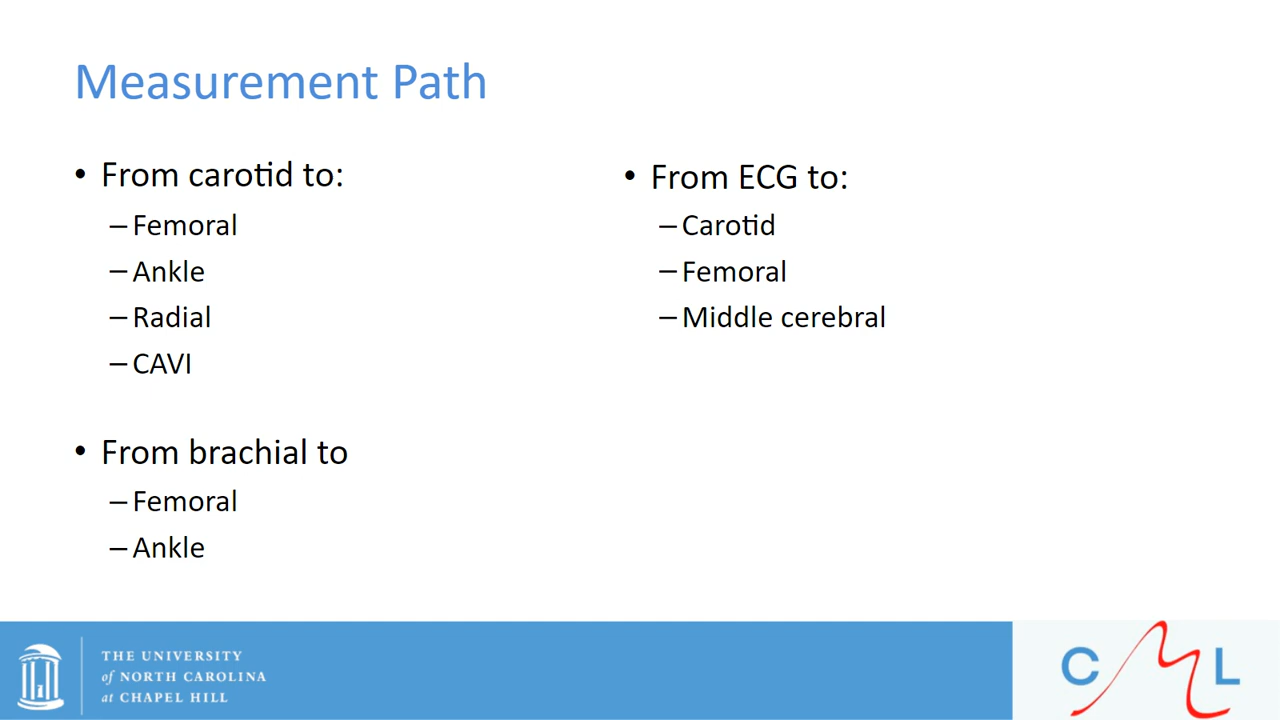 Measurement Path
• From carotid to:
– Femoral
– Ankle
– Radial
– CAVI
• From brachial to
– Femoral
– Ankle
• From ECG to:
– Carotid
– Femoral
– Middle cerebral
THE UNIVERSITY
of NORTH CAROLINA
at CHAPEL HILL
CML